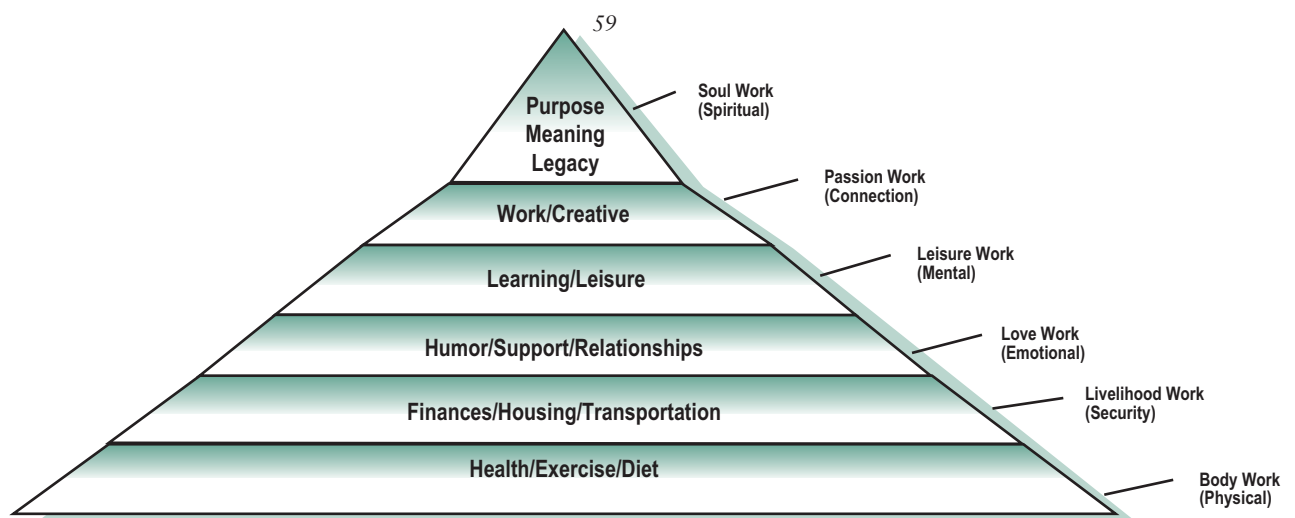 59
Purpose
Meaning
Legacy
Soul Work
(Spiritual)
Work/Creative
Passion Work
(Connection)
Learning/Leisure
Leisure Work
(Mental)
Humor/Support/Relationships
Love Work
(Emotional)
Finances/Housing/Transportation
Livelihood Work
(Security)
Health/Exercise/Diet
Body Work
(Physical)